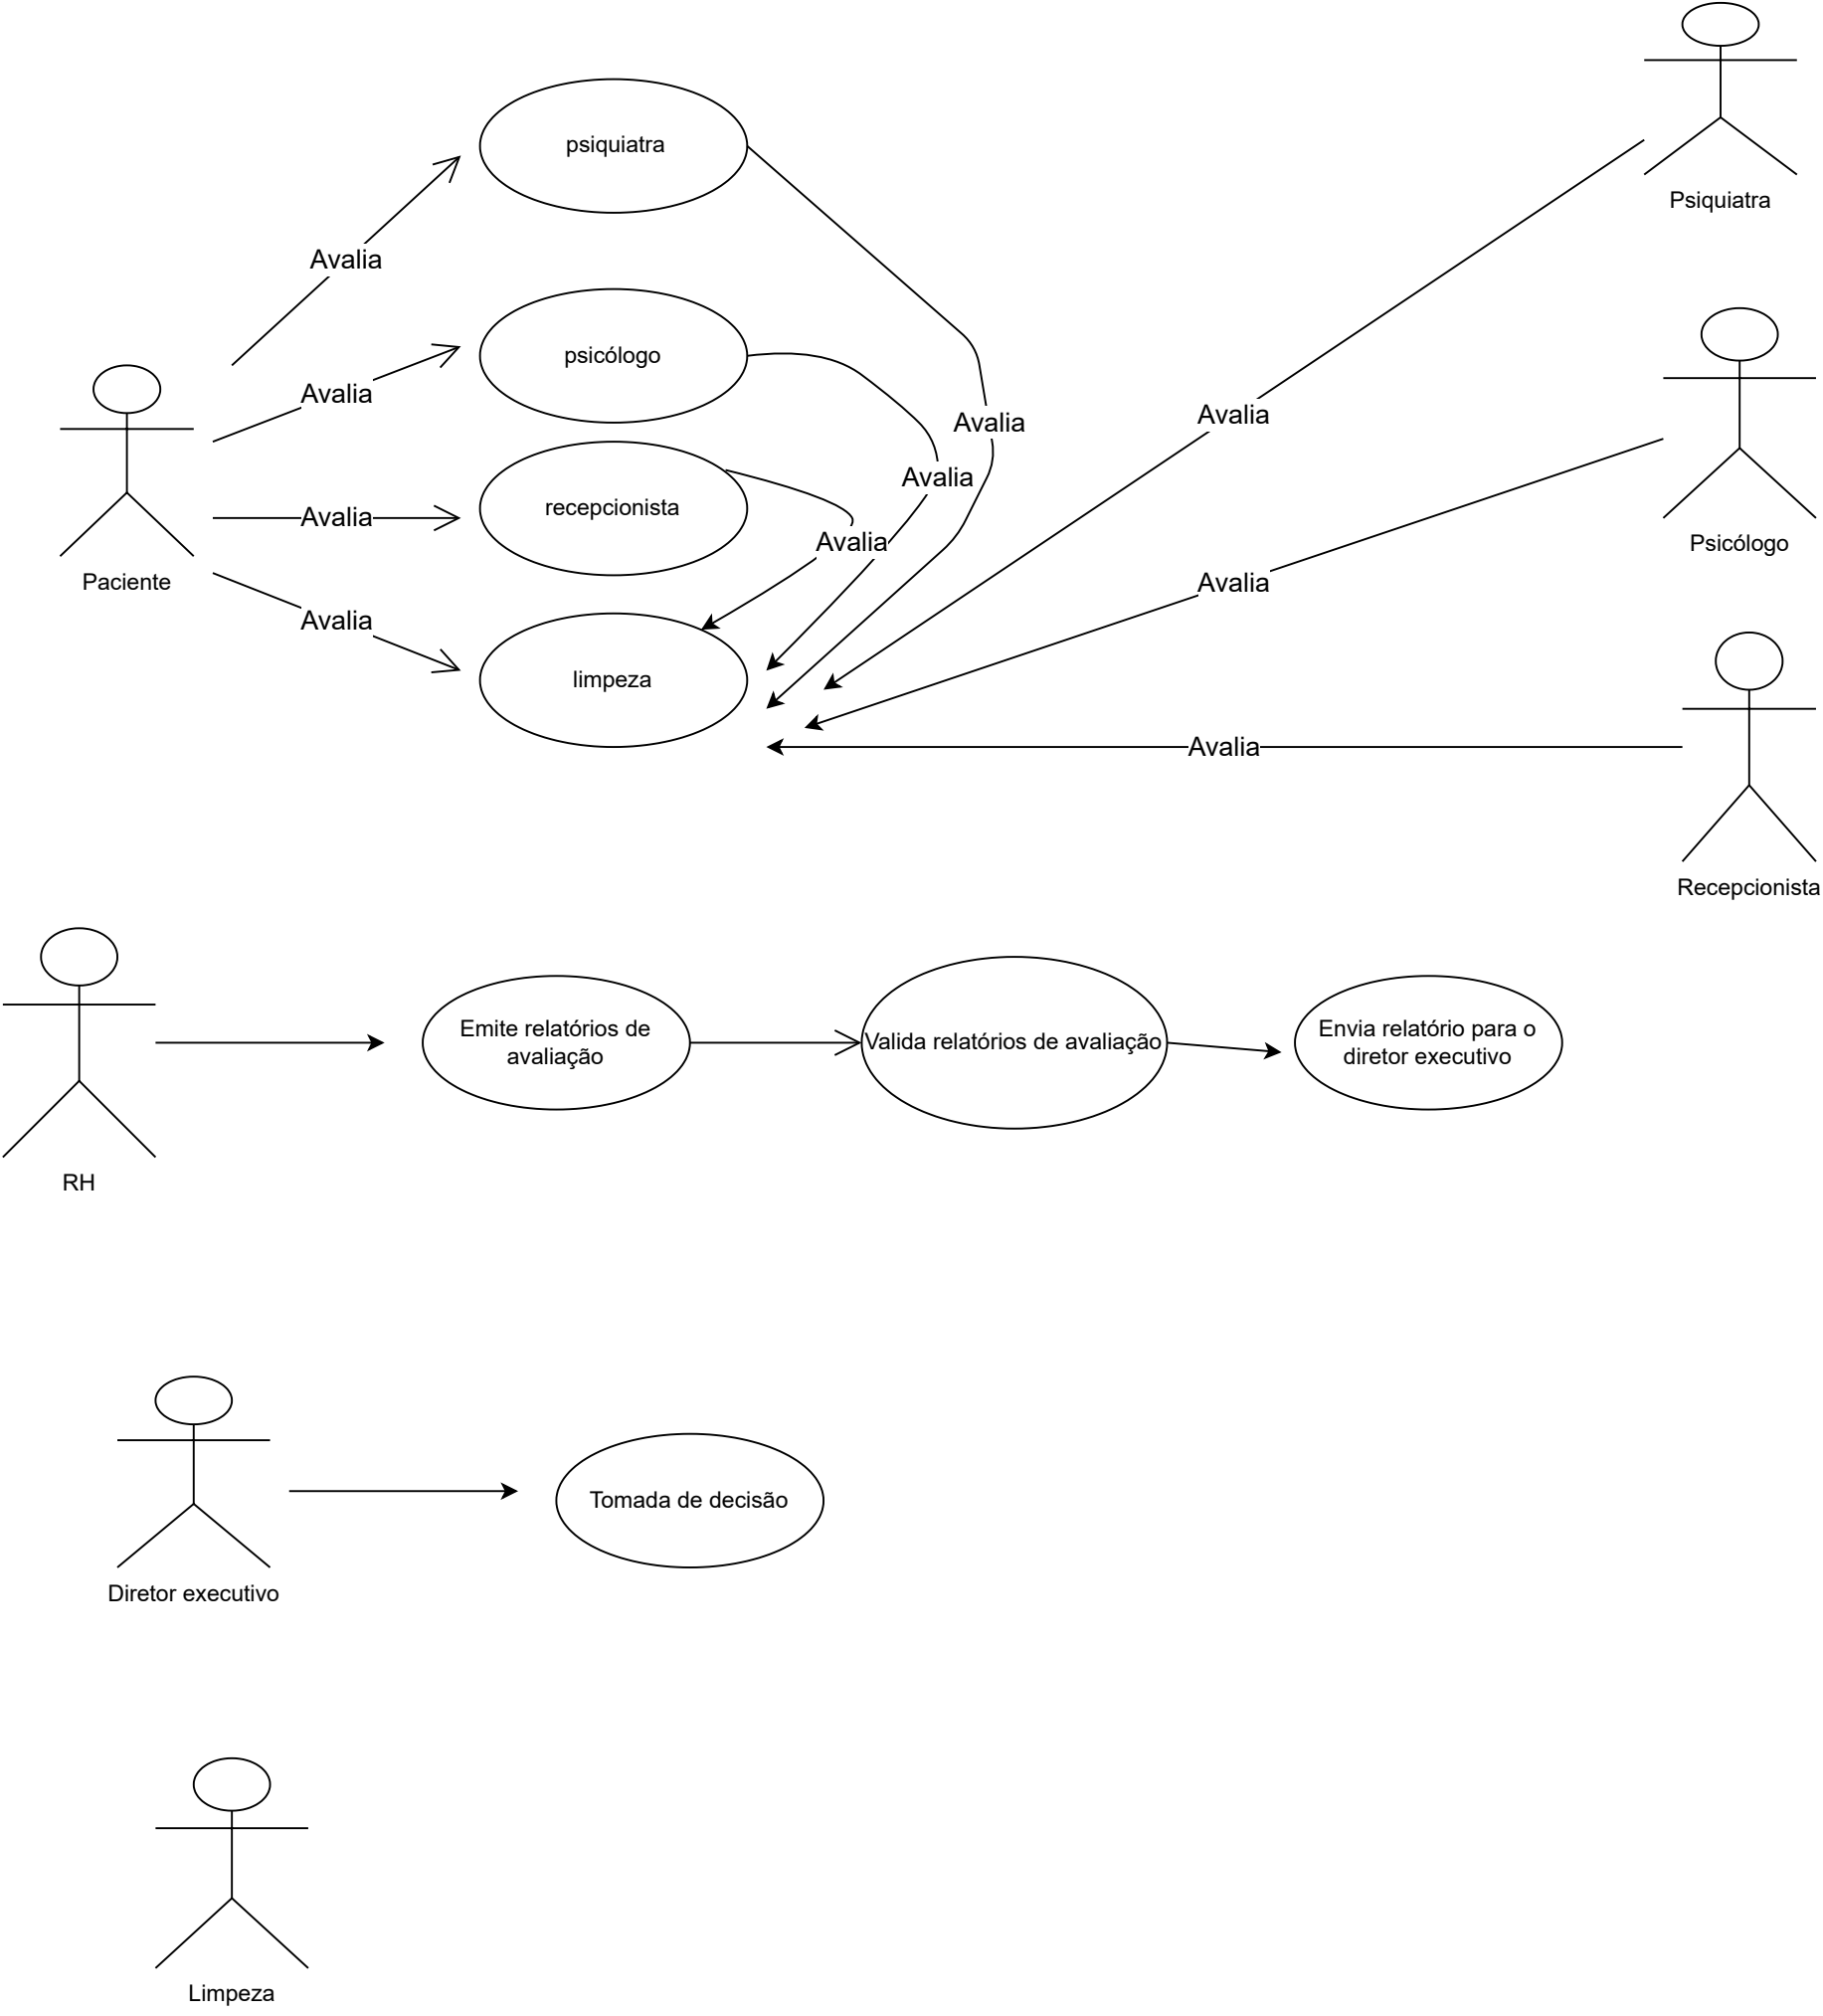 Psiquiatra
psiquiatra
Avalia
psicólogo
Avalia
Avalia
Avalia
Avalia
recepcionista
Avalia
Avalia
Psicólogo
Paciente
Avalia
Avalia
limpeza
Avalia
Recepcionista
Emite relatórios de
avaliação
Valida relatórios de avaliação
Envia relatório para o
diretor executivo
RH
Tomada de decisão
Diretor executivo
Limpeza